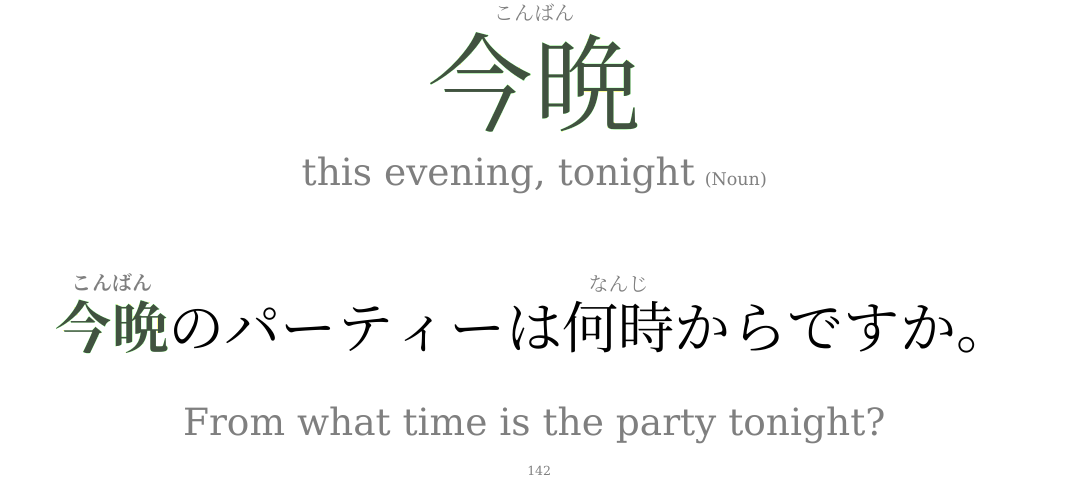 こんばん
今晩
this evening, tonight (Noun)
こんばん なんじ
今晩のパーティーは何時からですか。
From what time is the party tonight?
142